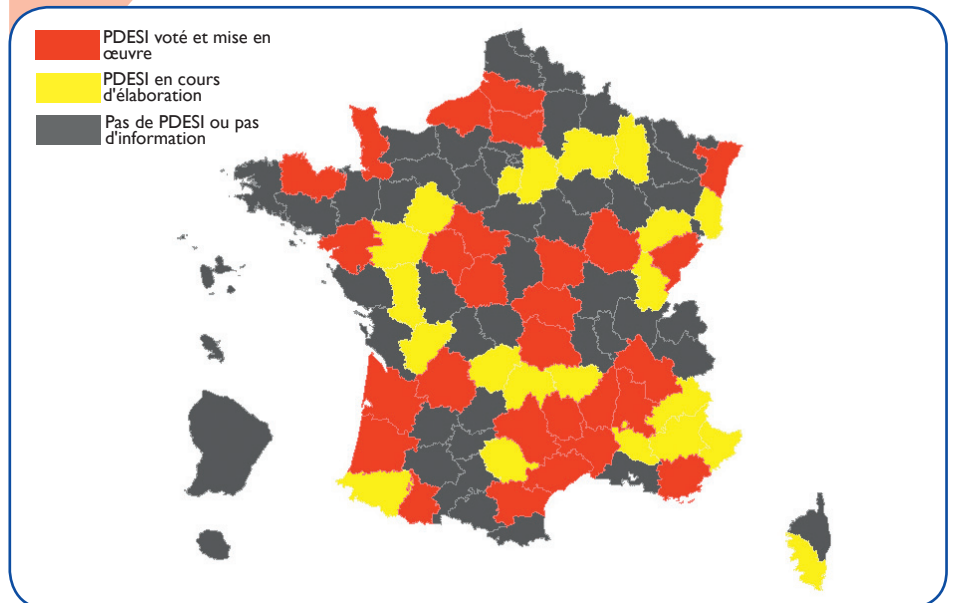 PDESI voté et mise en
œuvre
PDESI en cours
d'élaboration
Pas de PDESI ou pas
d'information